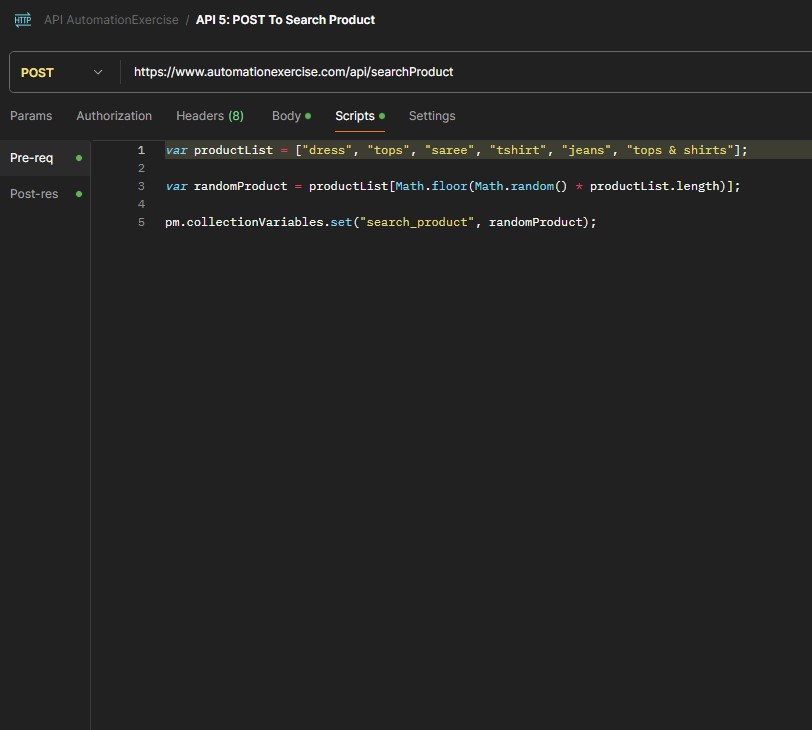 HTTP API AutomationExercise / API 5: POST To Search Product
POST https://www.automationexercise.com/api/searchProduct
Params Authorization Headers (8) Body Scripts Settings
Pre-req
Post-res
1 var productList = ["dress", "tops", "saree", "tshirt", "jeans", "tops & shirts"];
2
3 var randomProduct = productList[Math.floor(Math.random() * productList.length)];
4
5 pm.collectionVariables.set("search_product", randomProduct);